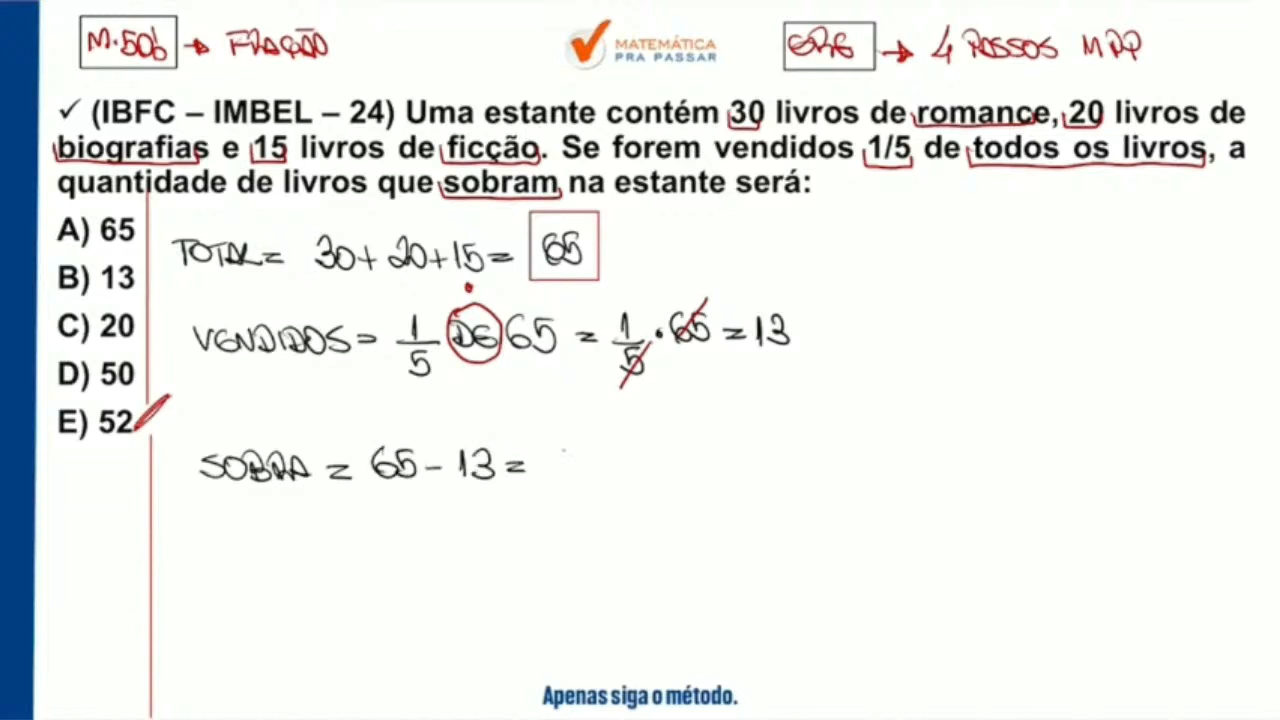 M.50b → FRAÇÃO
MATEMÁTICA
PRA PASSAR
→ 4 PASSOS MPP
✓ (IBFC – IMBEL – 24) Uma estante contém 30 livros de romance, 20 livros de
biografias e 15 livros de ficção. Se forem vendidos 1/5 de todos os livros, a
quantidade de livros que sobram na estante será:
A) 65
B) 13
C) 20
D) 50
E) 52
TOTAL = 30 + 20 + 15 = 65
VENDIDOS = 1/5 DE 65 = 1/5 . 65 = 13
SOBRA = 65 - 13 =
Apenas siga o método.